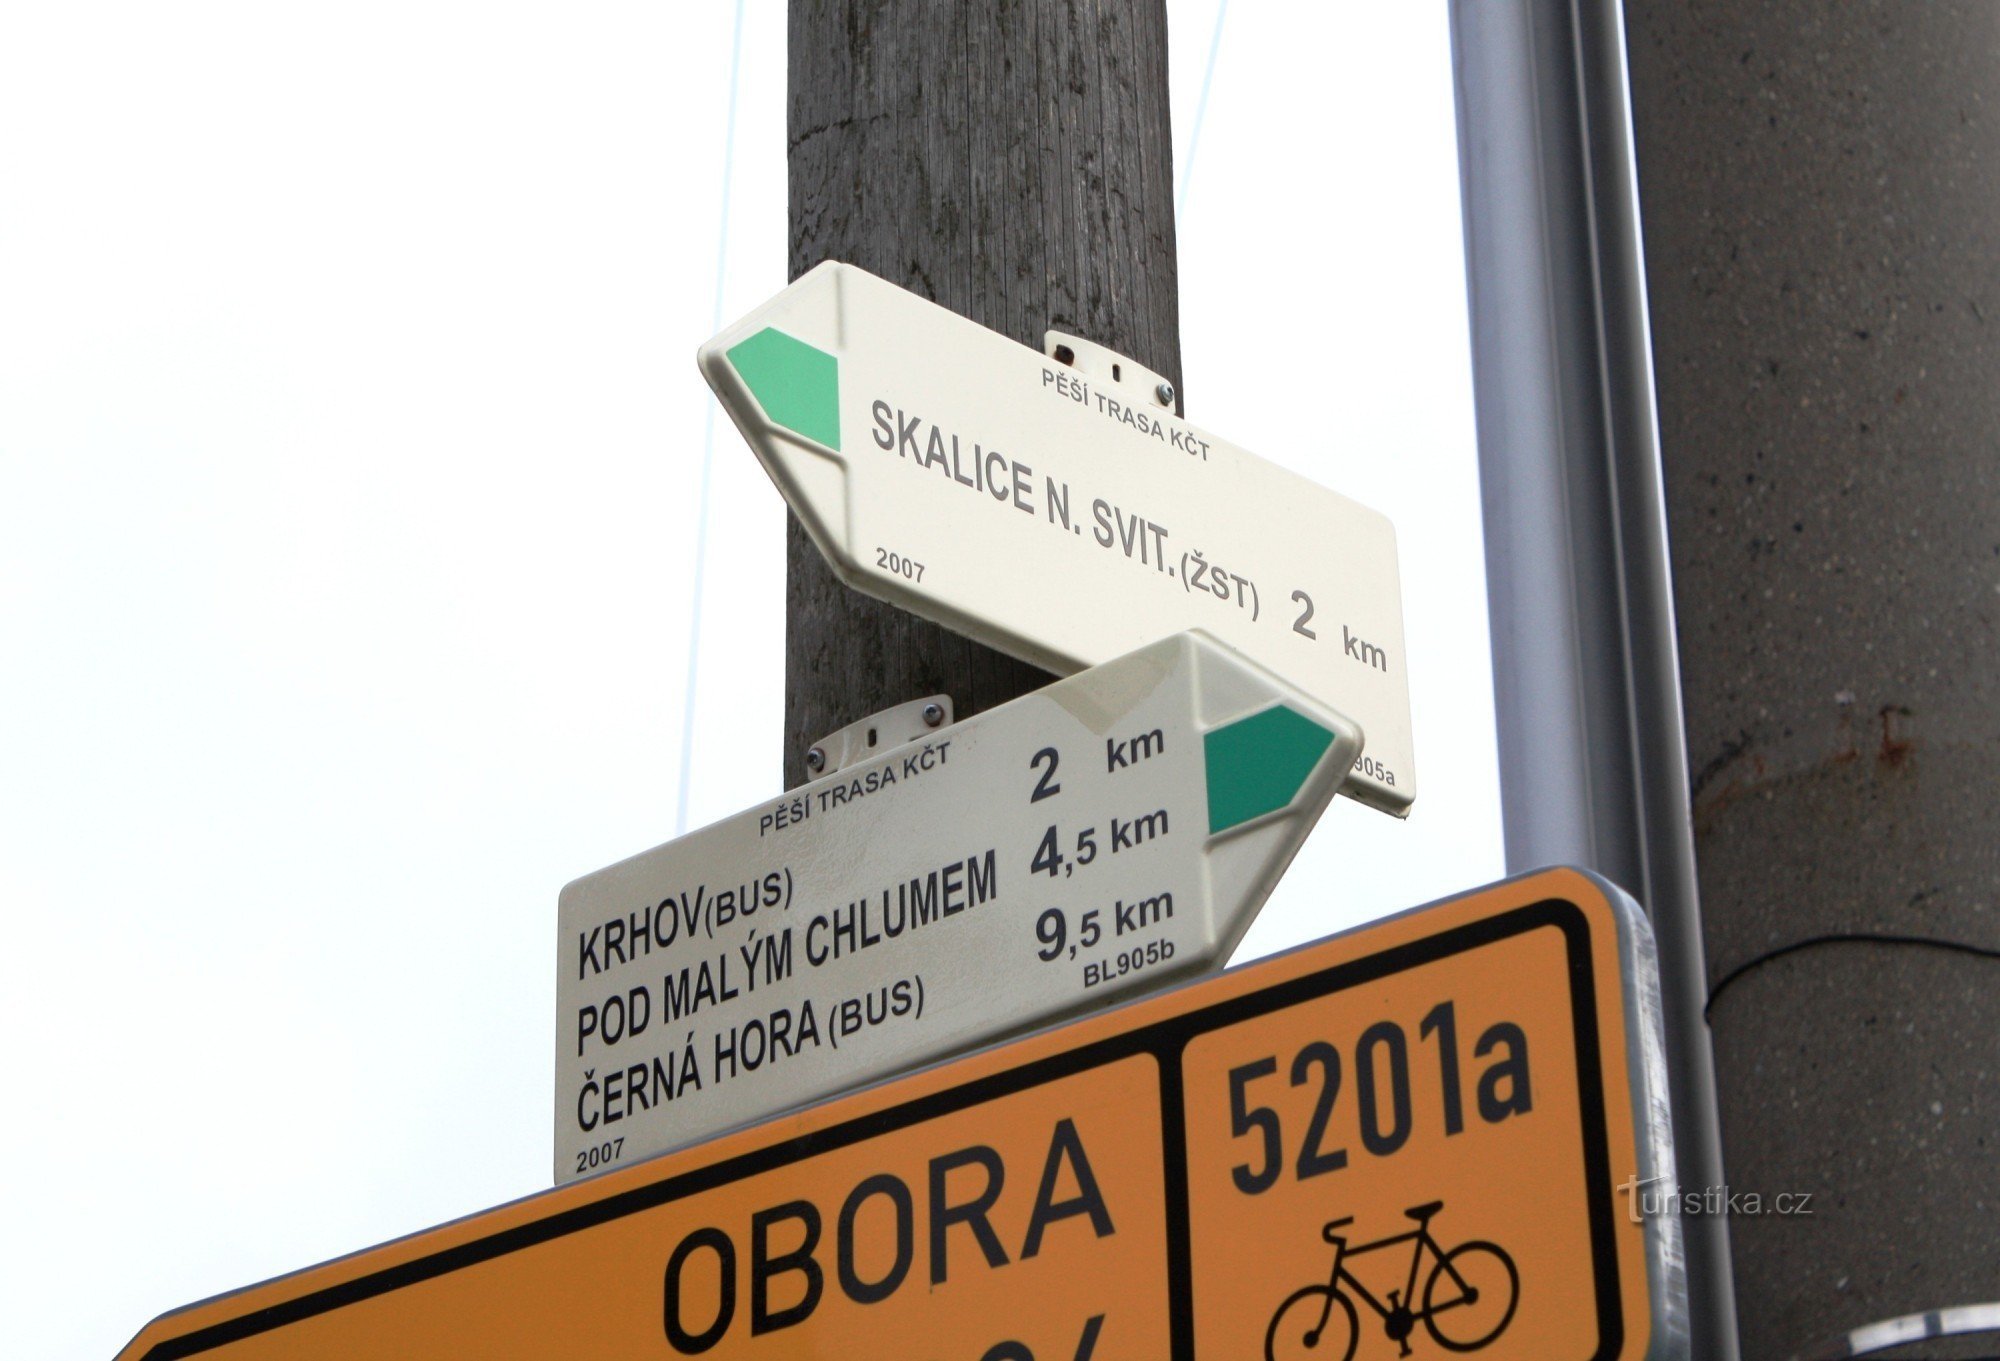 PĚŠÍ TRASA KČT
SKALICE N. SVIT.(ŽST) 2 km
2007
905a
PĚŠÍ TRASA KČT
KRHOV(BUS) 2 km
POD MALÝM CHLUMEM 4,5 km
ČERNÁ HORA(BUS) 9,5 km
2007 BL905b
OBORA
5201a
Turistika.cz